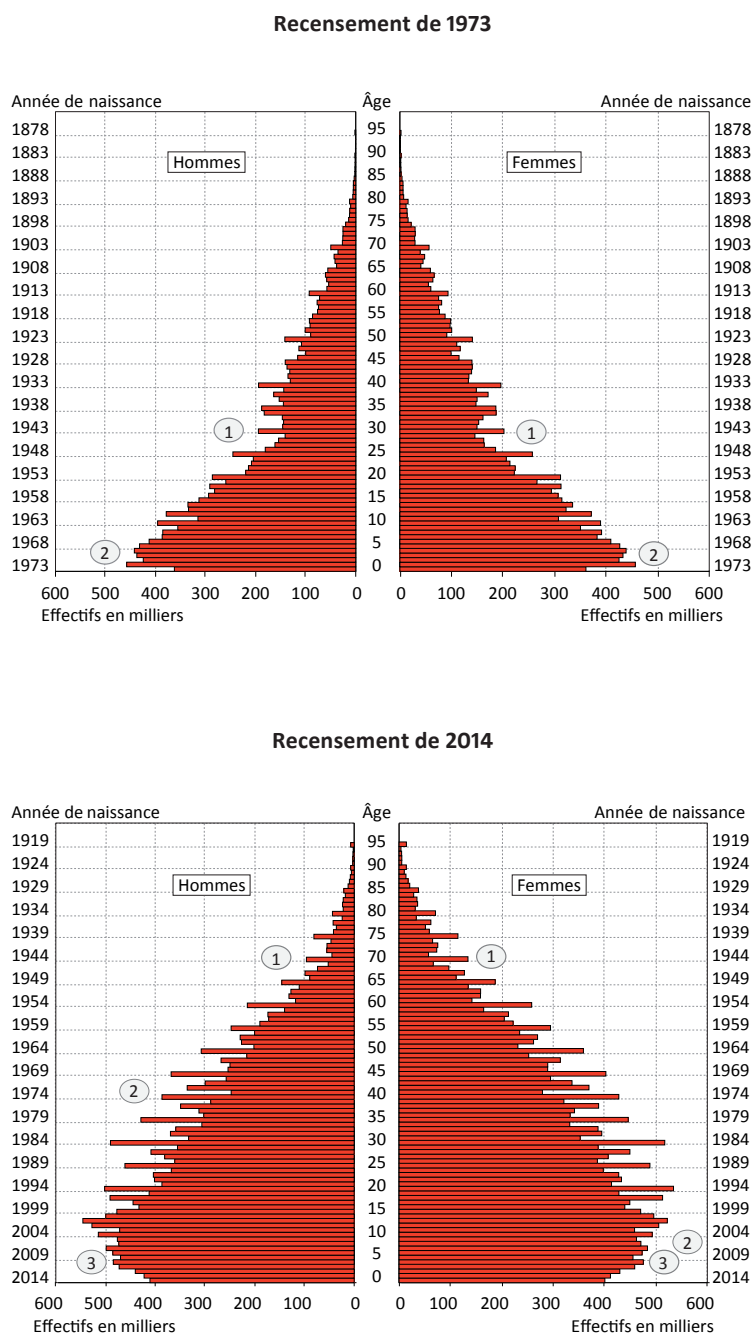 Recensement de 1973
Année de naissance Âge Année de naissance
1878 95 1878
1883 90 1883
Hommes Femmes
1888 85 1888
1893 80 1893
1898 75 1898
1903 70 1903
1908 65 1908
1913 60 1913
1918 55 1918
1923 50 1923
1928 45 1928
1933 40 1933
1938 35 1938
1943 1 30 1 1943
1948 25 1948
1953 20 1953
1958 15 1958
1963 10 1963
1968 2 5 2 1968
1973 0 1973
600 500 400 300 200 100 0 0 100 200 300 400 500 600
Effectifs en milliers Effectifs en milliers
Recensement de 2014
Année de naissance Âge Année de naissance
1919 95 1919
1924 90 1924
Hommes Femmes
1929 85 1929
1934 80 1934
1939 75 1939
1944 1 70 1 1944
1949 65 1949
1954 60 1954
1959 55 1959
1964 50 1964
1969 45 1969
1974 2 40 1974
1979 35 1979
1984 30 1984
1989 25 1989
1994 20 1994
1999 15 1999
2004 10 2004
2
2009 3 5 3 2009
2014 0 2014
600 500 400 300 200 100 0 0 100 200 300 400 500 600
Effectifs en milliers Effectifs en milliers